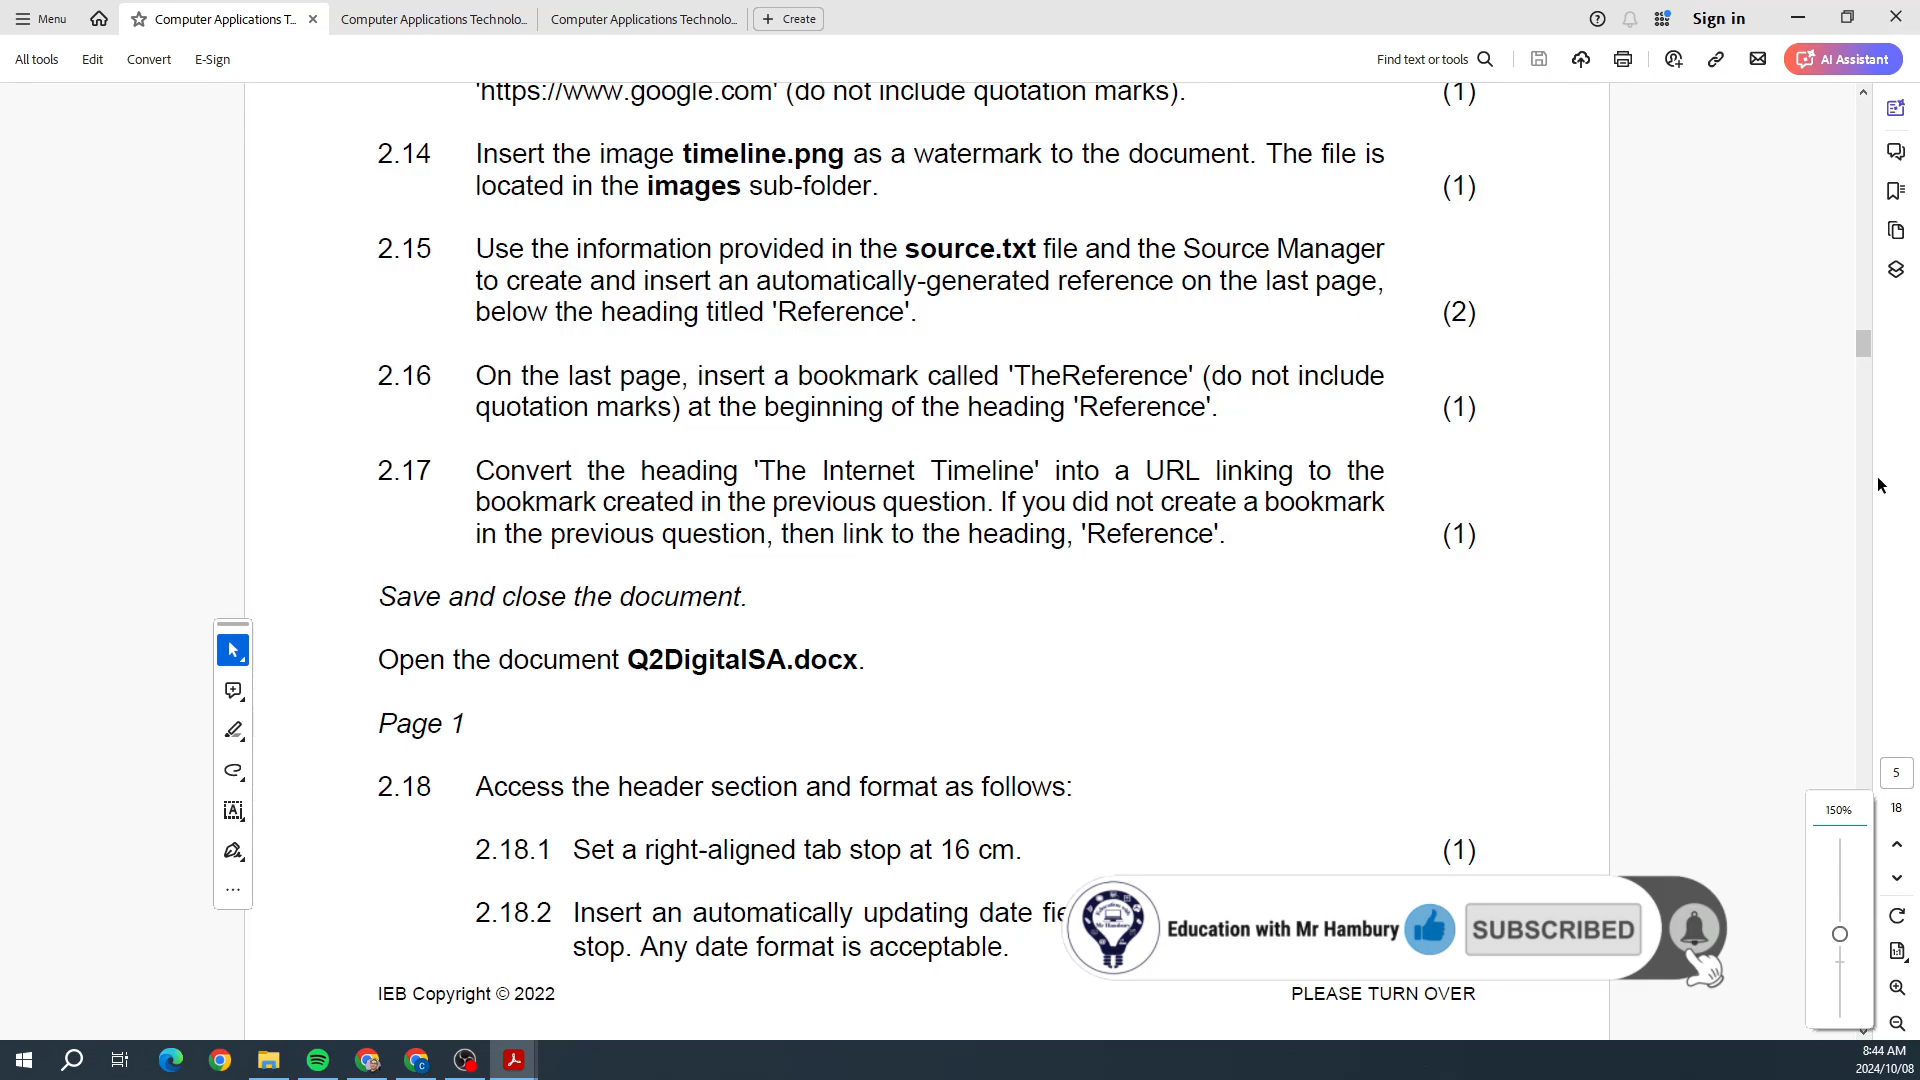 Menu
Computer Applications T...
Computer Applications Technolo...
Computer Applications Technolo...
Create
Sign in
All tools
Edit
Convert
E-Sign
Find text or tools
AI Assistant
'https://www.google.com' (do not include quotation marks). (1)
2.14 Insert the image timeline.png as a watermark to the document. The file is
located in the images sub-folder. (1)
2.15 Use the information provided in the source.txt file and the Source Manager
to create and insert an automatically-generated reference on the last page,
below the heading titled 'Reference'. (2)
2.16 On the last page, insert a bookmark called 'TheReference' (do not include
quotation marks) at the beginning of the heading 'Reference'. (1)
2.17 Convert the heading 'The Internet Timeline' into a URL linking to the
bookmark created in the previous question. If you did not create a bookmark
in the previous question, then link to the heading, 'Reference'. (1)
Save and close the document.
Open the document Q2DigitalSA.docx.
Page 1
2.18 Access the header section and format as follows:
2.18.1 Set a right-aligned tab stop at 16 cm. (1)
2.18.2 Insert an automatically updating date fie
stop. Any date format is acceptable.
IEB Copyright © 2022 PLEASE TURN OVER
Education with Mr Hambury
SUBSCRIBED
5
18
150%
8:44 AM
2024/10/08